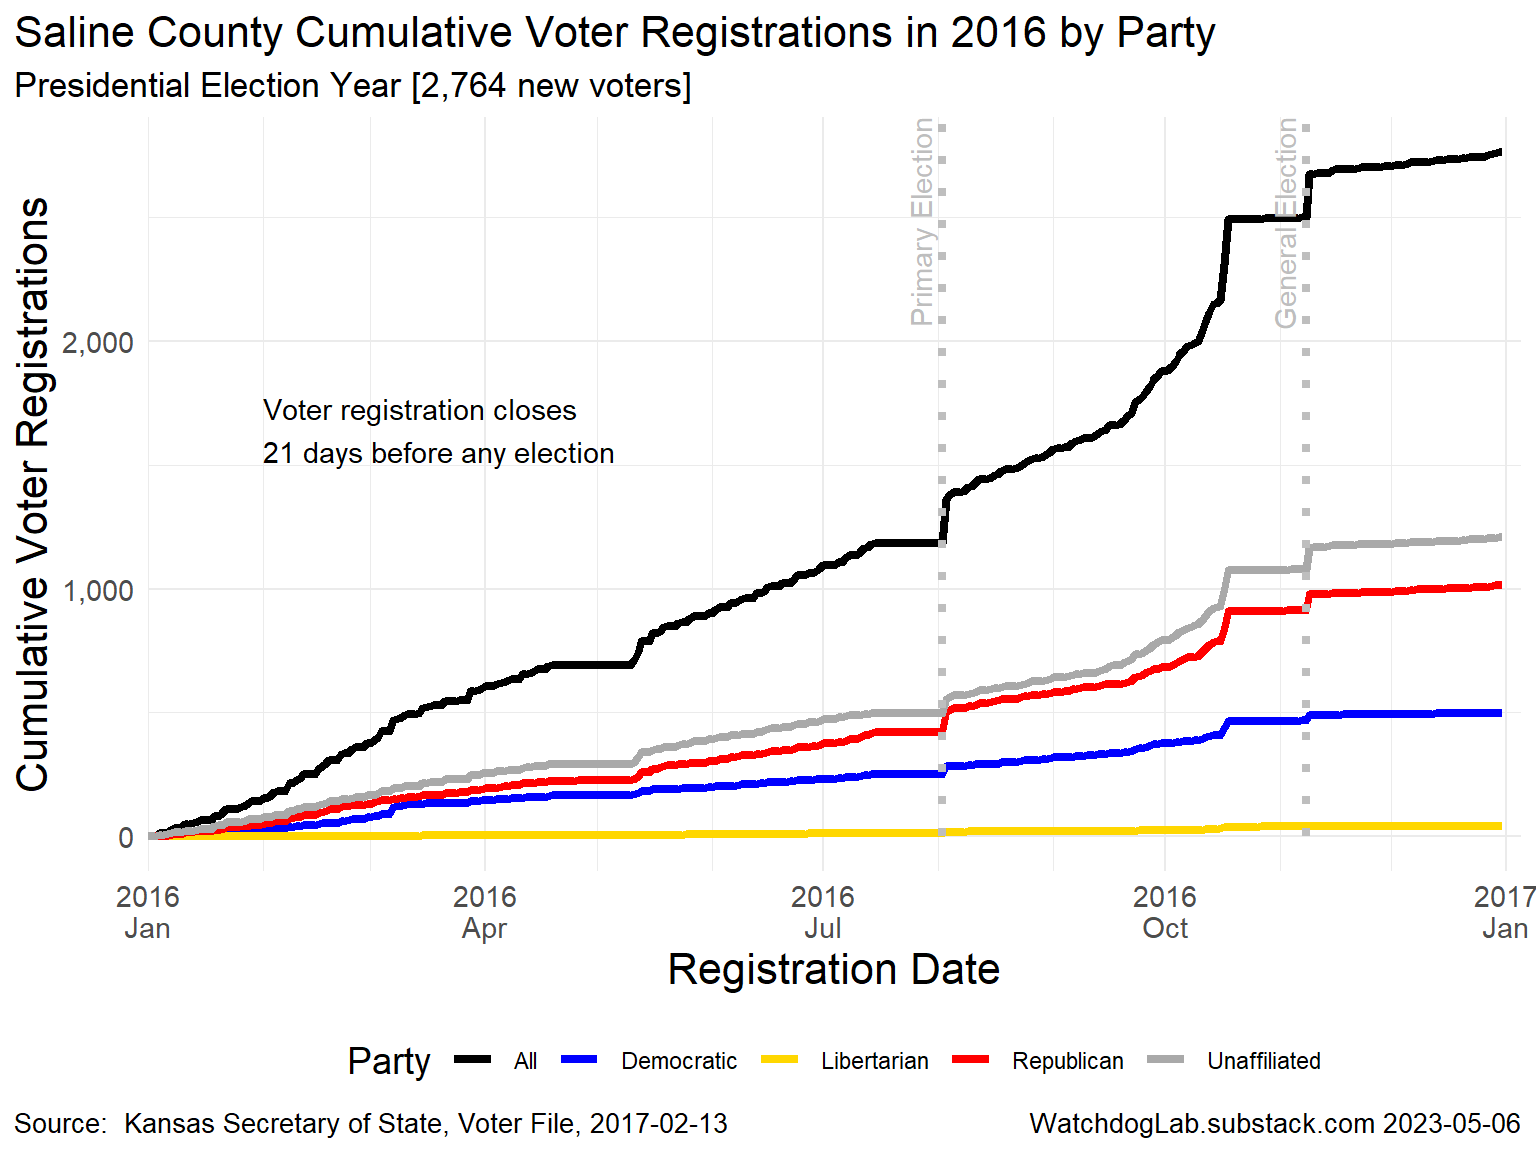 Saline County Cumulative Voter Registrations in 2016 by Party
Presidential Election Year [2,764 new voters]
Cumulative Voter Registrations
2,000
1,000
0
Voter registration closes
21 days before any election
Primary Election
General Election
2016 2016 2016 2016 2017
Jan Apr Jul Oct Jan
Registration Date
Party All Democratic Libertarian Republican Unaffiliated
Source:  Kansas Secretary of State, Voter File, 2017-02-13
WatchdogLab.substack.com 2023-05-06